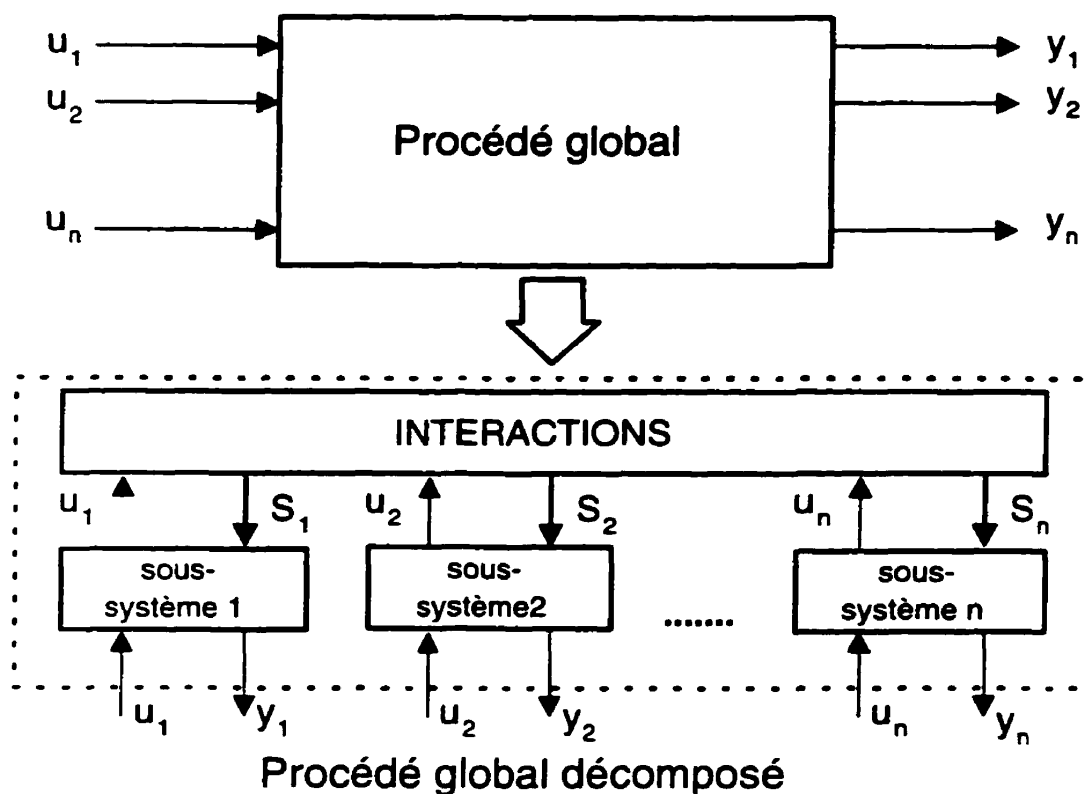 u₁ y₁
u₂ y₂
Procédé global
uₙ yₙ
INTERACTIONS
u₁ S₁ u₂ S₂ uₙ Sₙ
sous- sous- sous-
système 1 système2 système n
.......
u₁ y₁ u₂ y₂ uₙ yₙ
Procédé global décomposé